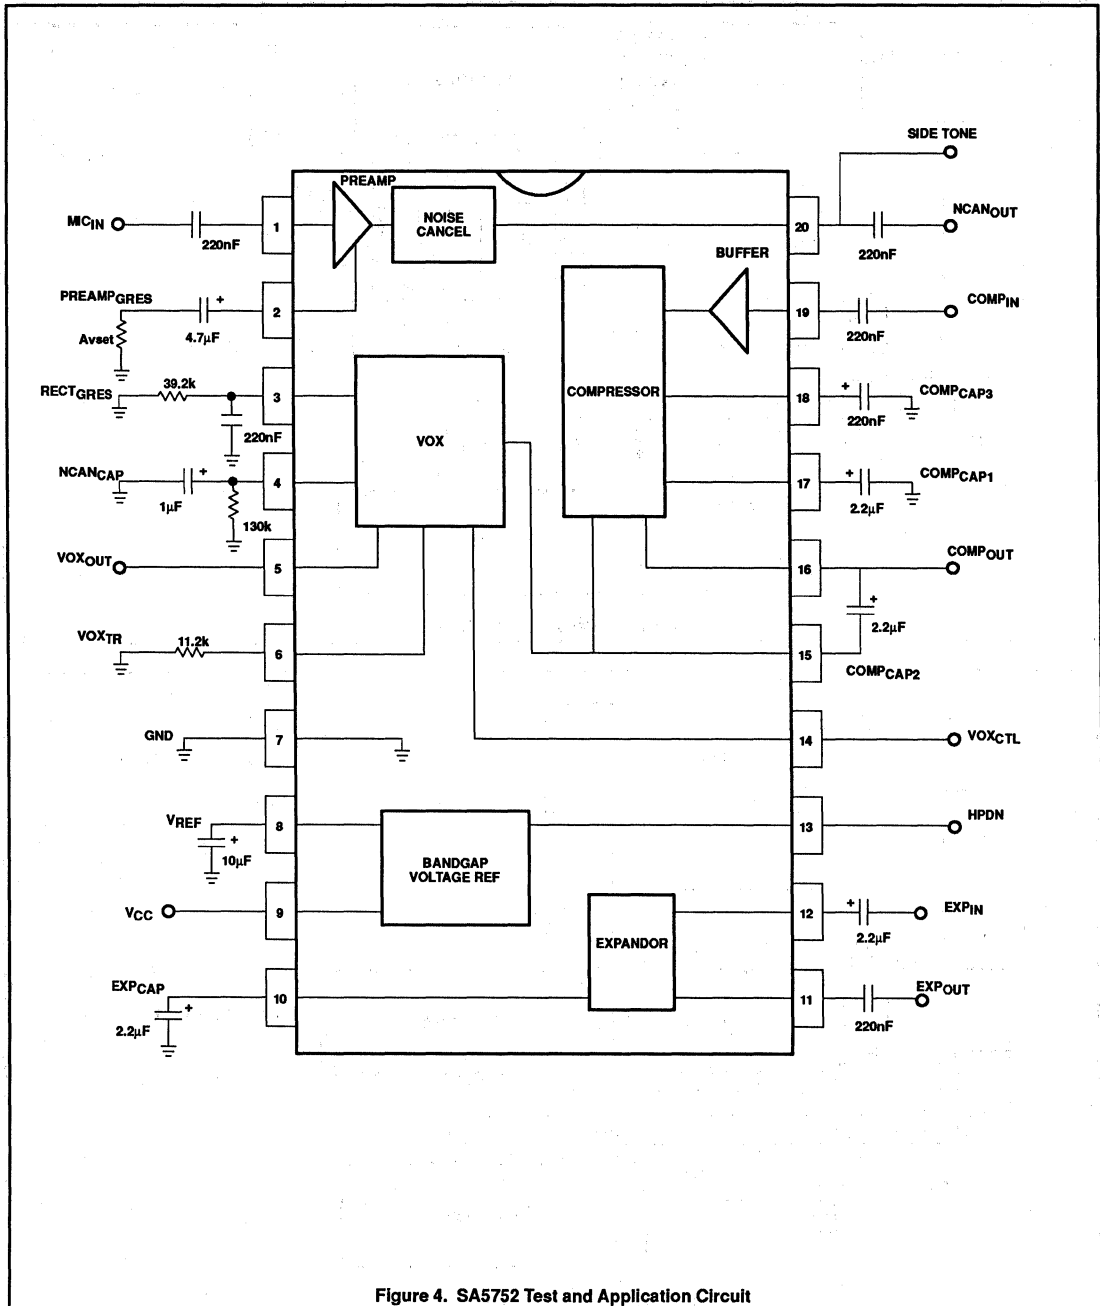 SIDE TONE
PREAMP
MICIN
220nF
1
NOISE
CANCEL
20
NCANOUT
220nF
BUFFER
PREAMPGRES
Avset
4.7µF
+
2
19
COMPIN
220nF
RECTGRES
39.2k
220nF
3
VOX
COMPRESSOR
18
+
220nF
COMPCAP3
NCANCAP
1µF
+
130k
4
17
+
2.2µF
COMPCAP1
VOXOUT
5
16
COMPOUT
+
2.2µF
VOXTR
11.2k
6
15
COMPCAP2
GND
7
14
VOXCTL
VREF
+
10µF
8
BANDGAP
VOLTAGE REF
13
HPDN
VCC
9
EXPANDOR
12
+
2.2µF
EXPIN
EXPCAP
+
2.2µF
10
11
220nF
EXPOUT
Figure 4. SA5752 Test and Application Circuit